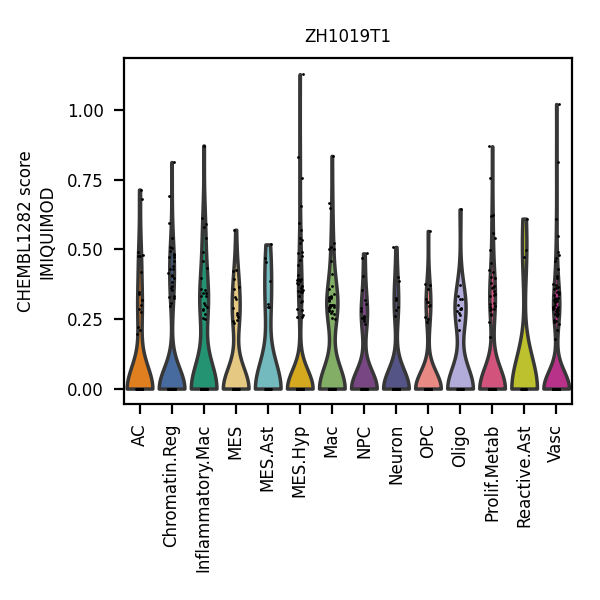 ZH1019T1
CHEMBL1282 score
IMIQUIMOD
1.00
0.75
0.50
0.25
0.00
AC
Chromatin.Reg
Inflammatory.Mac
MES
MES.Ast
MES.Hyp
Mac
NPC
Neuron
OPC
Oligo
Prolif.Metab
Reactive.Ast
Vasc